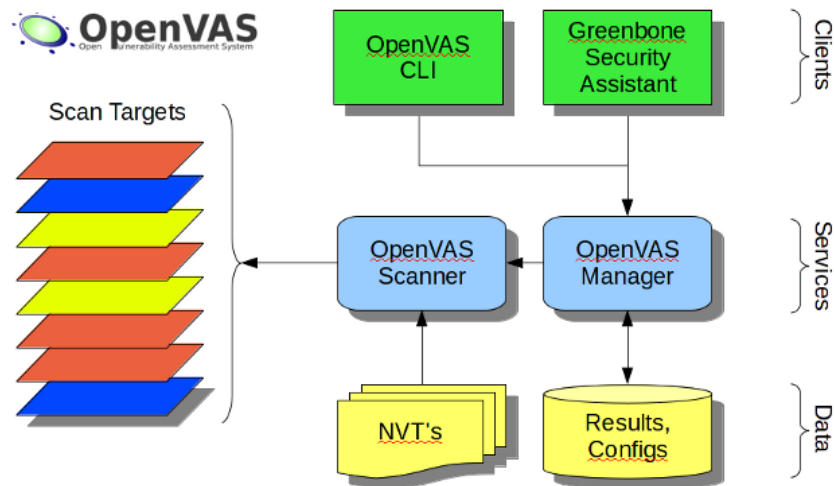 OpenVAS
Open Vulnerability Assessment System
OpenVAS
CLI
Greenbone
Security
Assistant
Clients
Scan Targets
OpenVAS
Scanner
OpenVAS
Manager
Services
NVT's
Results,
Configs
Data